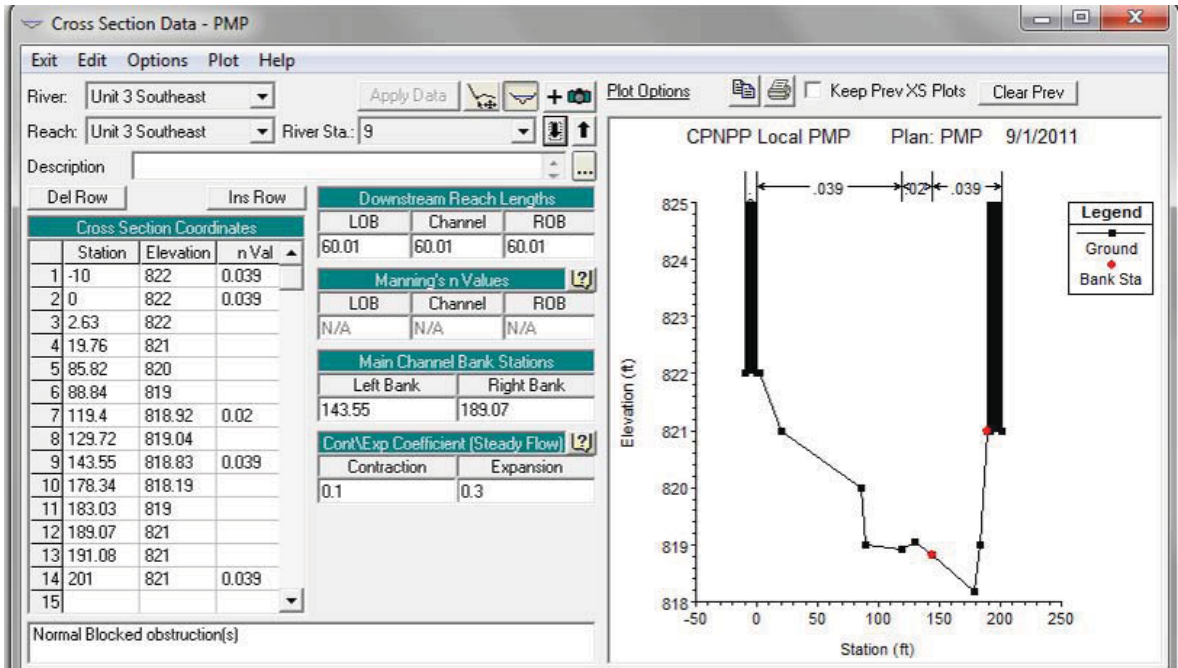 Cross Section Data - PMP
Exit Edit Options Plot Help
River: Unit 3 Southeast Apply Data
Reach: Unit 3 Southeast River Sta.: 9
Description ...
Del Row Ins Row
Cross Section Coordinates
Station Elevation n Val
1 -10 822 0.039
2 0 822 0.039
3 2.63 822
4 19.76 821
5 85.82 820
6 88.84 819
7 119.4 818.92 0.02
8 129.72 819.04
9 143.55 818.83 0.039
10 178.34 818.19
11 183.03 819
12 189.07 821
13 191.08 821
14 201 821 0.039
15
Downstream Reach Lengths
LOB Channel ROB
60.01 60.01 60.01
Manning's n Values
LOB Channel ROB
N/A N/A N/A
Main Channel Bank Stations
Left Bank Right Bank
143.55 189.07
Cont\Exp Coefficient (Steady Flow)
Contraction Expansion
0.1 0.3
Normal Blocked obstruction(s)
Plot Options Keep Prev XS Plots Clear Prev
CPNPP Local PMP Plan: PMP 9/1/2011
.039 .02 .039
825
824
823
822
821
820
819
818
Elevation (ft)
-50 0 50 100 150 200 250
Station (ft)
Legend
Ground
Bank Sta